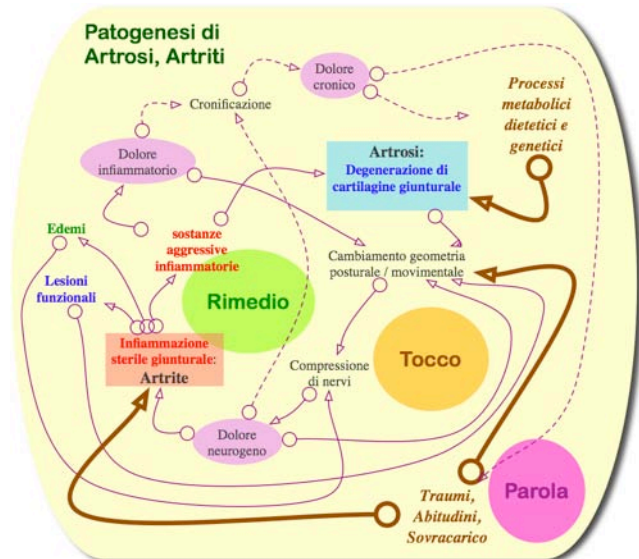 Patogenesi di
Artrosi, Artriti
Dolore
cronico
Cronificazione
Processi
metabolici
dietetici e
genetici
Dolore
infiammatorio
Artrosi:
Degenerazione di
cartilagine giunturale
Edemi
sostanze
aggressive
infiammatorie
Lesioni
funzionali
Cambiamento geometria
posturale / movimentale
Rimedio
Infiammazione
sterile giunturale:
Artrite
Tocco
Compressione
di nervi
Dolore
neurogeno
Traumi,
Abitudini,
Sovracarico
Parola